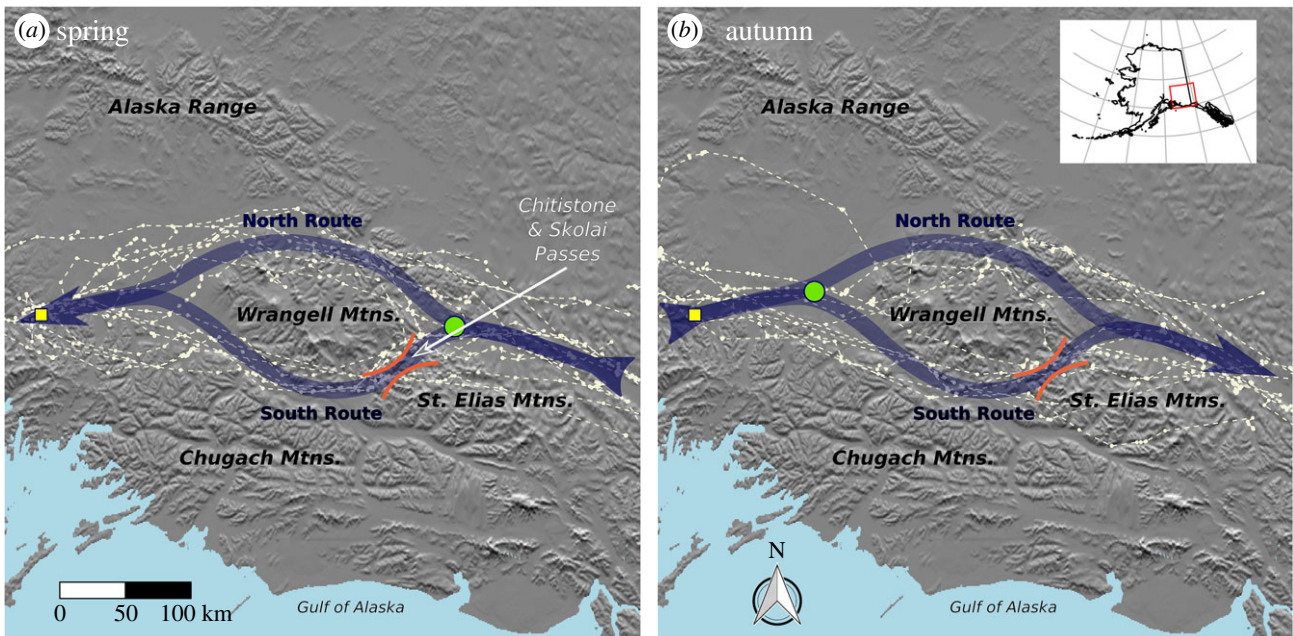 (a) spring
Alaska Range
Chitistone
& Skolai
Passes
North Route
Wrangell Mtns.
South Route
St. Elias Mtns.
Chugach Mtns.
0 50 100 km
Gulf of Alaska
(b) autumn
Alaska Range
North Route
Wrangell Mtns.
South Route
St. Elias Mtns.
Chugach Mtns.
N
Gulf of Alaska